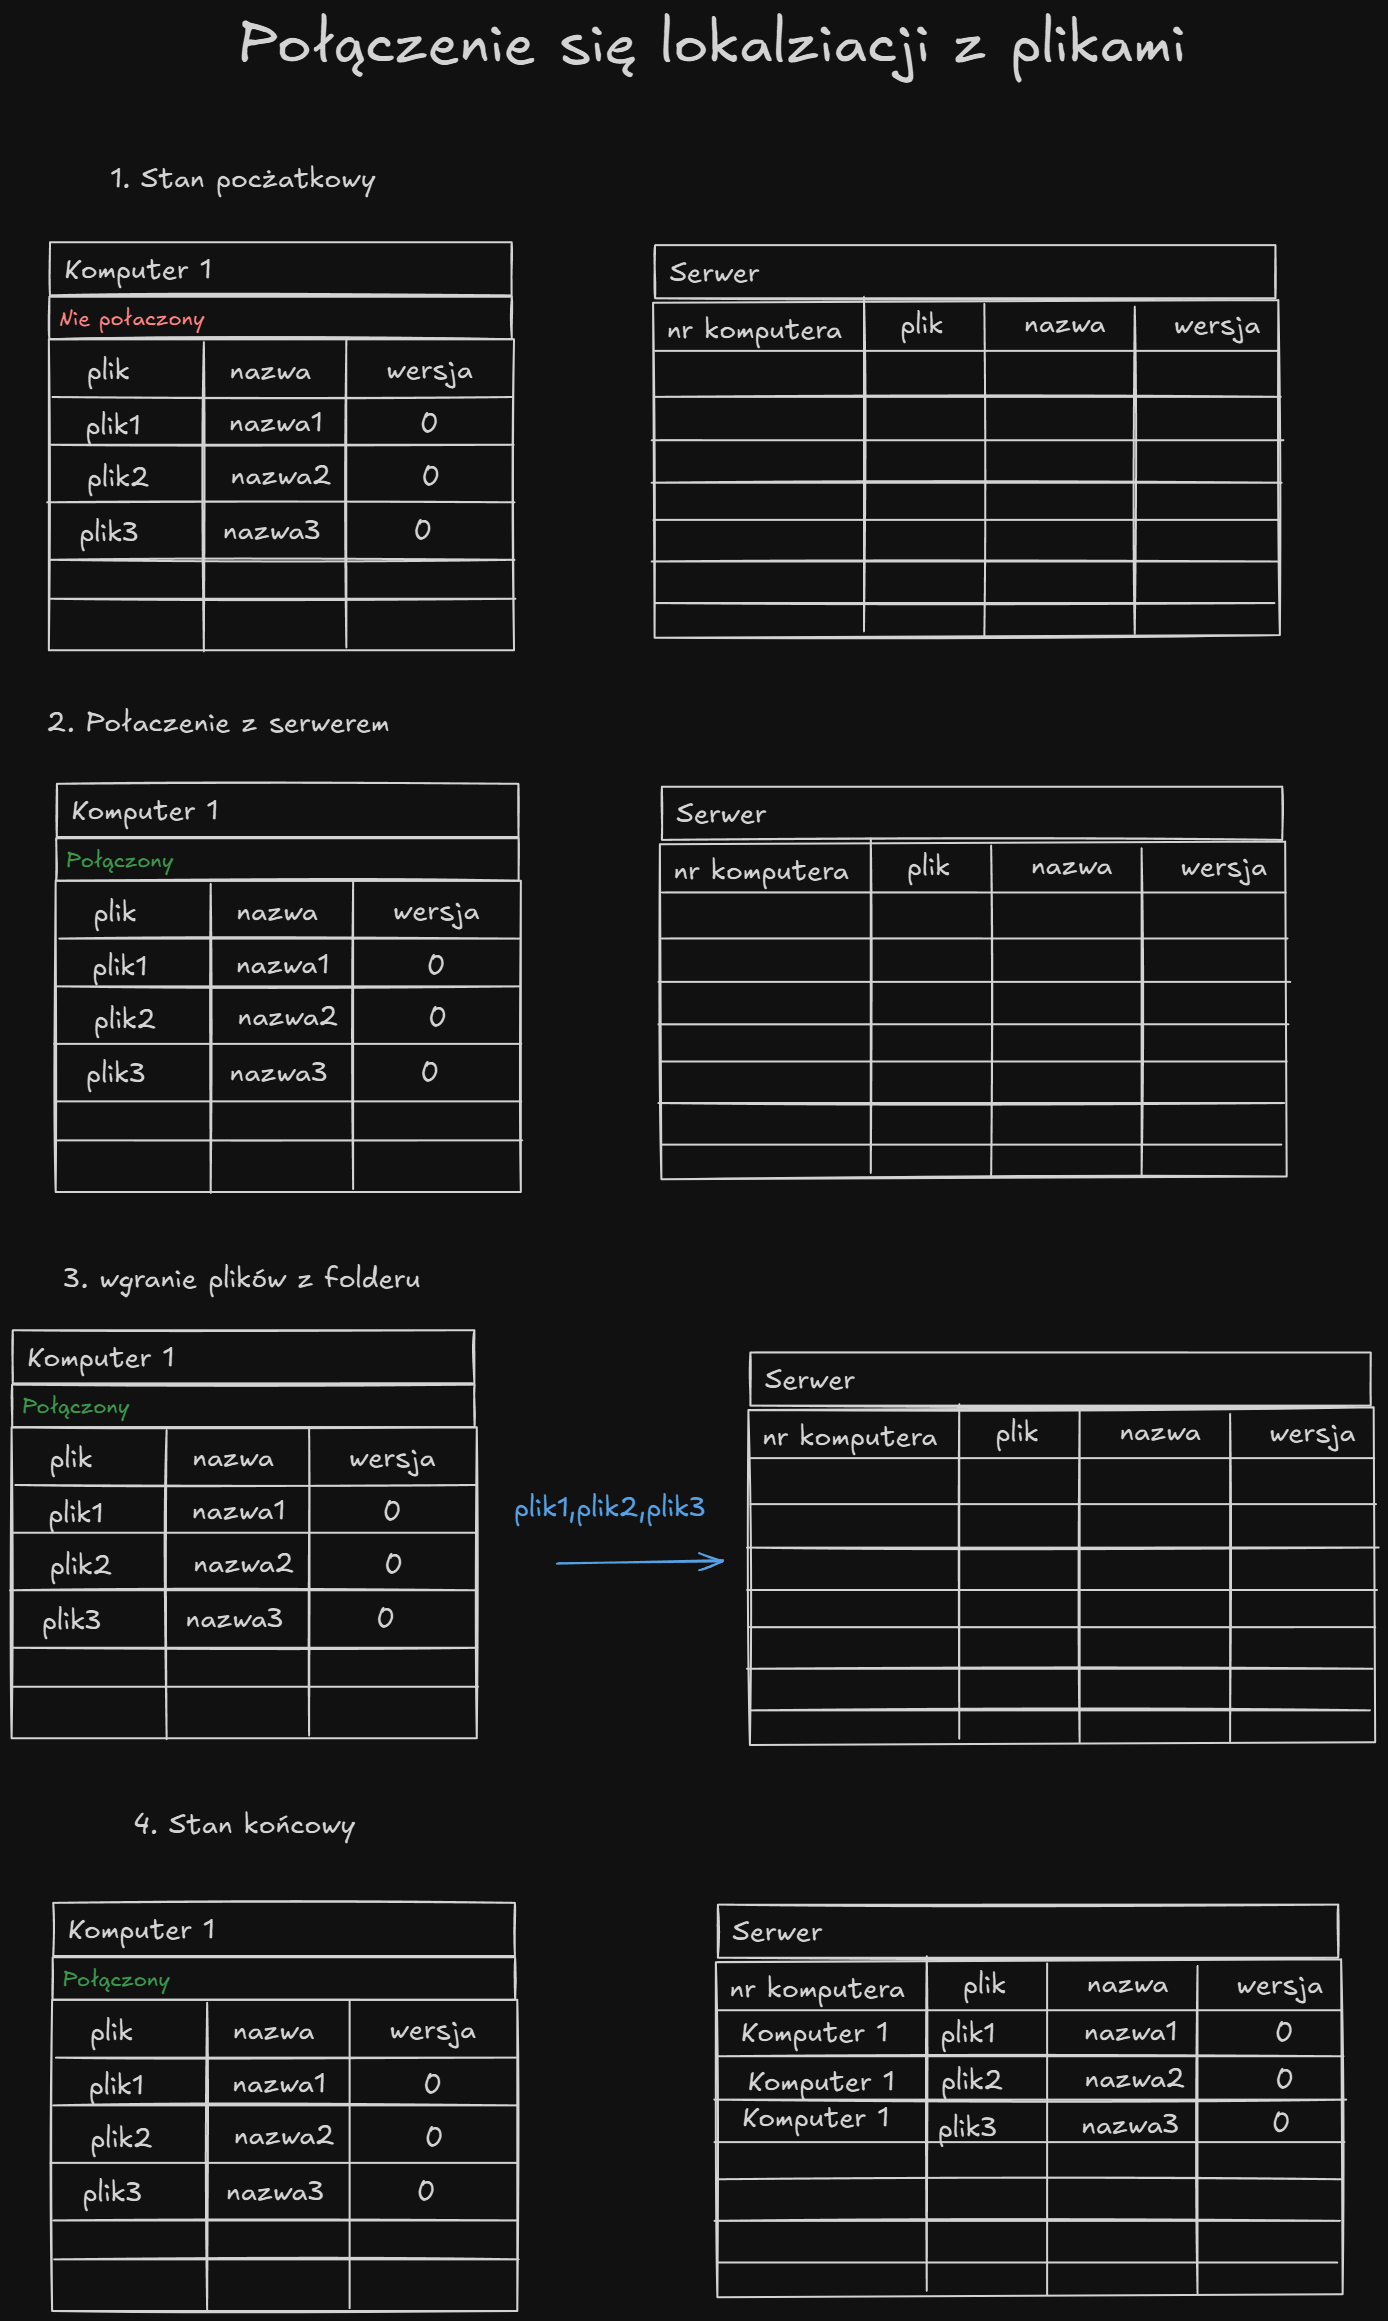 Połączenie się lokalziacji z plikami
1. Stan poczżatkowy
Komputer 1
Nie połaczony
plik nazwa wersja
plik1 nazwa1 0
plik2 nazwa2 0
plik3 nazwa3 0
Serwer
nr komputera plik nazwa wersja
2. Połaczenie z serwerem
Komputer 1
Połączony
plik nazwa wersja
plik1 nazwa1 0
plik2 nazwa2 0
plik3 nazwa3 0
Serwer
nr komputera plik nazwa wersja
3. wgranie plików z folderu
Komputer 1
Połączony
plik nazwa wersja
plik1 nazwa1 0
plik2 nazwa2 0
plik3 nazwa3 0
plik1,plik2,plik3
Serwer
nr komputera plik nazwa wersja
4. Stan końcowy
Komputer 1
Połączony
plik nazwa wersja
plik1 nazwa1 0
plik2 nazwa2 0
plik3 nazwa3 0
Serwer
nr komputera plik nazwa wersja
Komputer 1 plik1 nazwa1 0
Komputer 1 plik2 nazwa2 0
Komputer 1 plik3 nazwa3 0